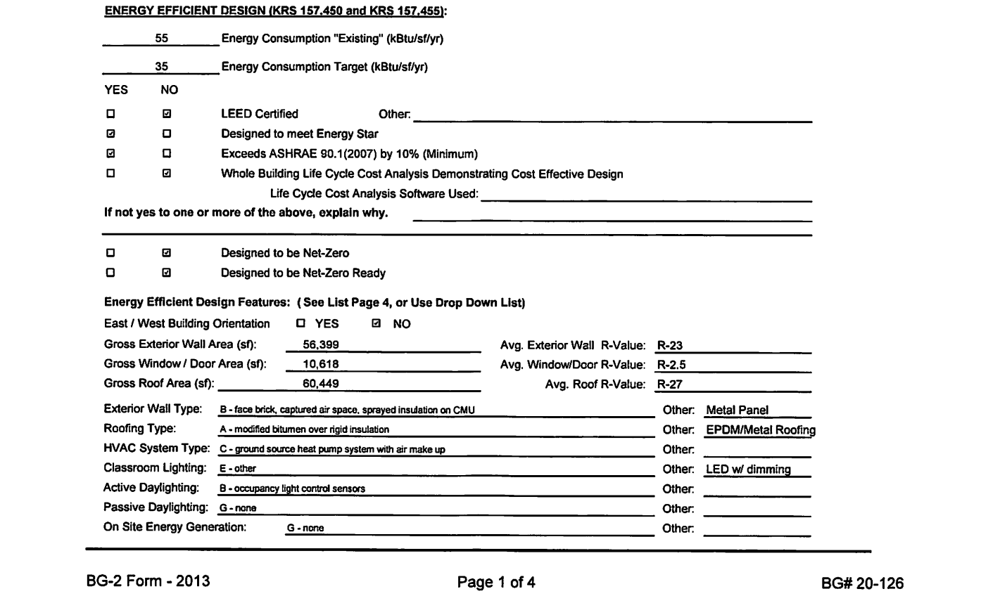 ENERGY EFFICIENT DESIGN (KRS 157.450 and KRS 157.455):
55 Energy Consumption "Existing" (kBtu/sf/yr)
35 Energy Consumption Target (kBtu/sf/yr)
YES NO
☐ ☑ LEED Certified Other:
☑ ☐ Designed to meet Energy Star
☑ ☐ Exceeds ASHRAE 90.1(2007) by 10% (Minimum)
☐ ☑ Whole Building Life Cycle Cost Analysis Demonstrating Cost Effective Design
Life Cycle Cost Analysis Software Used:
If not yes to one or more of the above, explain why.
☐ ☑ Designed to be Net-Zero
☐ ☑ Designed to be Net-Zero Ready
Energy Efficient Design Features: ( See List Page 4, or Use Drop Down List)
East / West Building Orientation ☐ YES ☑ NO
Gross Exterior Wall Area (sf): 56,399 Avg. Exterior Wall R-Value: R-23
Gross Window / Door Area (sf): 10,618 Avg. Window/Door R-Value: R-2.5
Gross Roof Area (sf): 60,449 Avg. Roof R-Value: R-27
Exterior Wall Type: B - face brick, captured air space, sprayed insulation on CMU Other: Metal Panel
Roofing Type: A - modified bitumen over rigid insulation Other: EPDM/Metal Roofing
HVAC System Type: C - ground source heat pump system with air make up Other:
Classroom Lighting: E - other Other: LED w/ dimming
Active Daylighting: B - occupancy light control sensors Other:
Passive Daylighting: G - none Other:
On Site Energy Generation: G - none Other:
BG-2 Form - 2013 Page 1 of 4 BG# 20-126